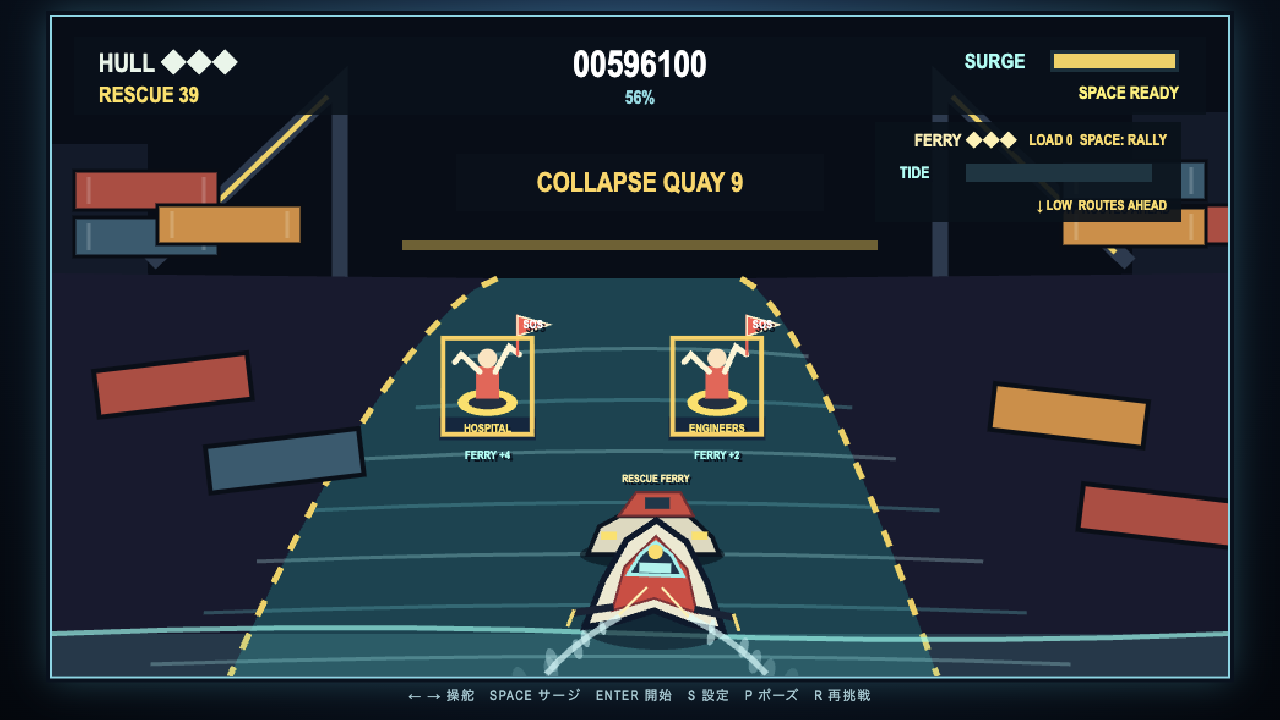 HULL
RESCUE 39
00596100
56%
SURGE
SPACE READY
FERRY LOAD 0 SPACE: RALLY
TIDE
↓ LOW ROUTES AHEAD
COLLAPSE QUAY 9
SOS
SOS
HOSPITAL
ENGINEERS
FERRY +4
FERRY +2
RESCUE FERRY
← → 操舵 SPACE サージ ENTER 開始 S 設定 P ポーズ R 再挑戦